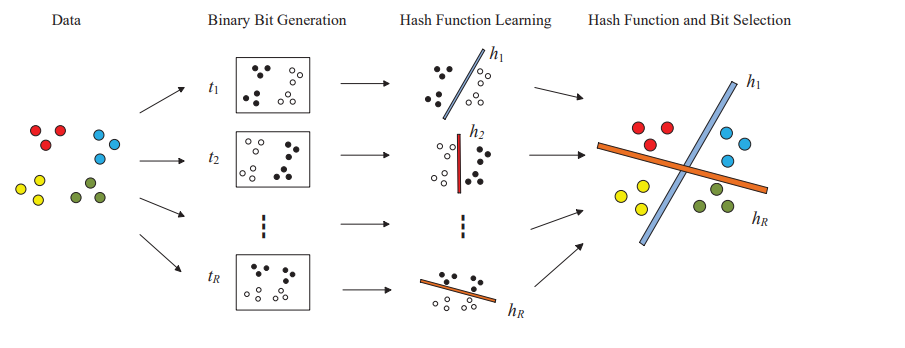 Data
Binary Bit Generation
Hash Function Learning
Hash Function and Bit Selection
t1
h1
h1
t2
h2
hR
tR
hR